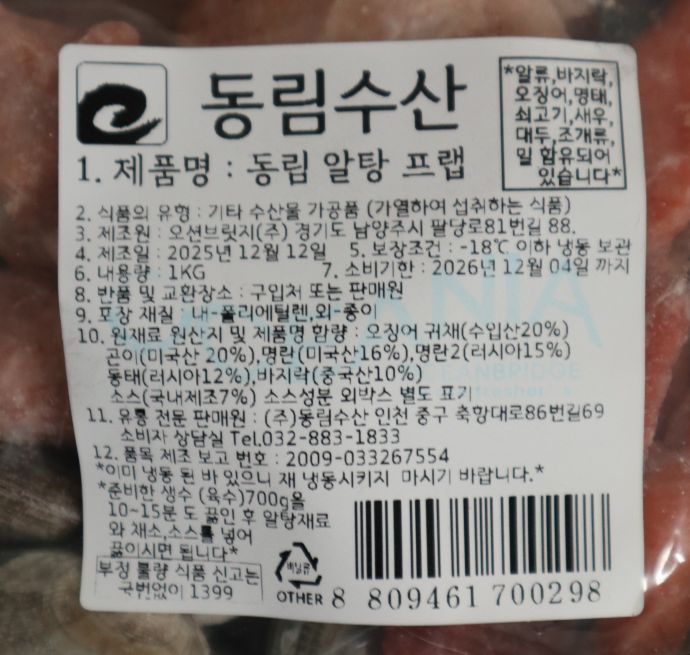 동림수산
*알류,바지락,
오징어,명태,
쇠고기,새우,
대두,조개류,
밀 함유되어
있습니다*
1. 제품명 : 동림 알탕 프랩
2. 식품의 유형 : 기타 수산물 가공품 (가열하여 섭취하는 식품)
3. 제조원 : 오션브릿지(주) 경기도 남양주시 팔당로81번길 88.
4. 제조일 : 2025년 12월 12일 5. 보장조건 : -18℃ 이하 냉동 보관
6. 내용량 : 1KG 7. 소비기한 : 2026년 12월 04일 까지
8. 반품 및 교환장소 : 구입처 또는 판매원
9. 포장 재질 : 내-폴리에틸렌,외-종이
10. 원재료 원산지 및 제품명 함량 : 오징어 귀채(수입산20%)
곤이(미국산 20%),명란(미국산16%),명란2(러시아15%)
동태(러시아12%),바지락(중국산10%)
소스(국내제조7%) 소스성분 외박스 별도 표기
11. 유통 전문 판매원 : (주)동림수산 인천 중구 축항대로86번길69
소비자 상담실 Tel.032-883-1833
12. 품목 제조 보고 번호 : 2009-033267554
*이미 냉동 된 바 있으니 재 냉동시키지 마시기 바랍니다.*
*준비한 생수 (육수)700g을
10~15분 도 끓인 후 알탕재료
와 채소,소스를 넣어
끓이시면 됩니다*
부정 불량 식품 신고는
국번없이 1399
비닐류
OTHER
8 809461 700298